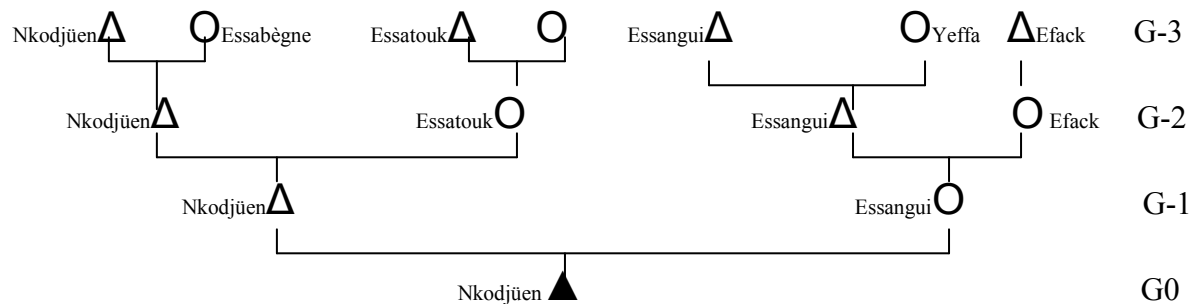 Nkodjüen Essabègne Essatouk Essangui Yeffa Efack G-3
Nkodjüen Essatouk Essangui Efack G-2
Nkodjüen Essangui G-1
Nkodjüen G0